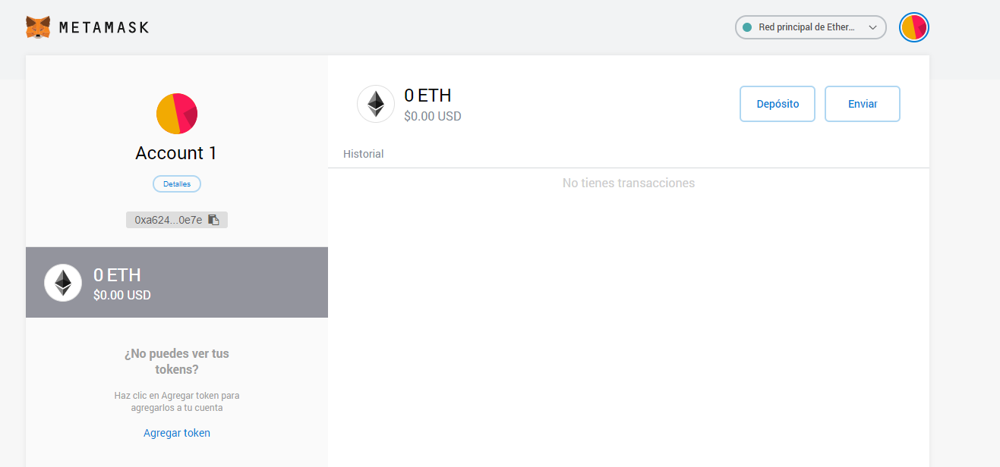 METAMASK
Red principal de Ether...
Account 1
Detalles
0xa624...0e7e
0 ETH
$0.00 USD
¿No puedes ver tus
tokens?
Haz clic en Agregar token para
agregarlos a tu cuenta
Agregar token
0 ETH
$0.00 USD
Depósito
Enviar
Historial
No tienes transacciones